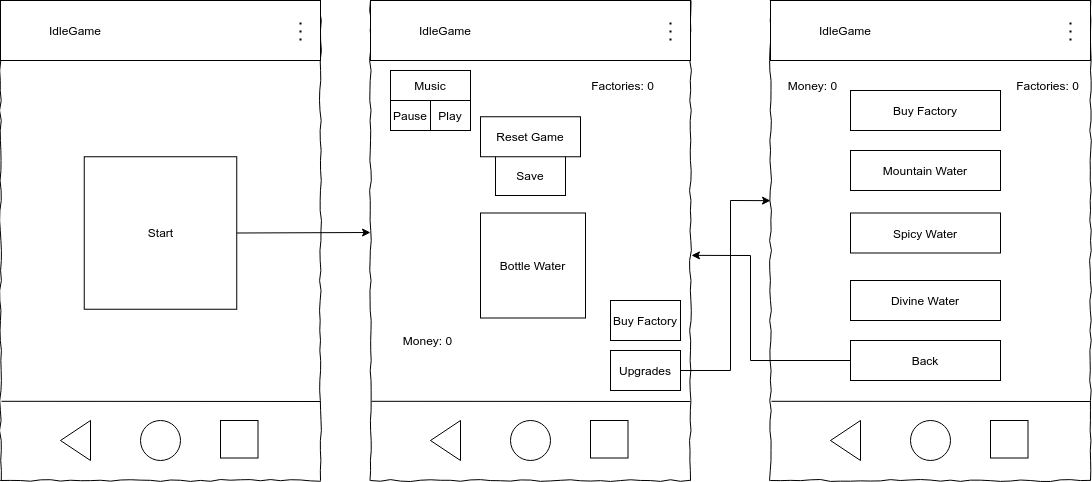 IdleGame
Start
IdleGame
Music
Pause Play
Factories: 0
Reset Game
Save
Bottle Water
Buy Factory
Money: 0
Upgrades
IdleGame
Money: 0
Factories: 0
Buy Factory
Mountain Water
Spicy Water
Divine Water
Back